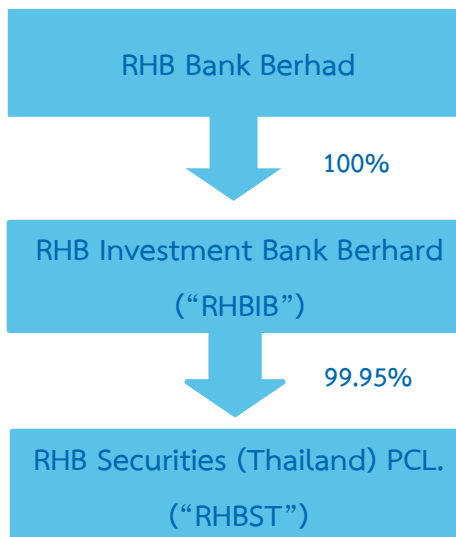 RHB Bank Berhad
100%
RHB Investment Bank Berhard
(“RHBIB”)
99.95%
RHB Securities (Thailand) PCL.
(“RHBST”)